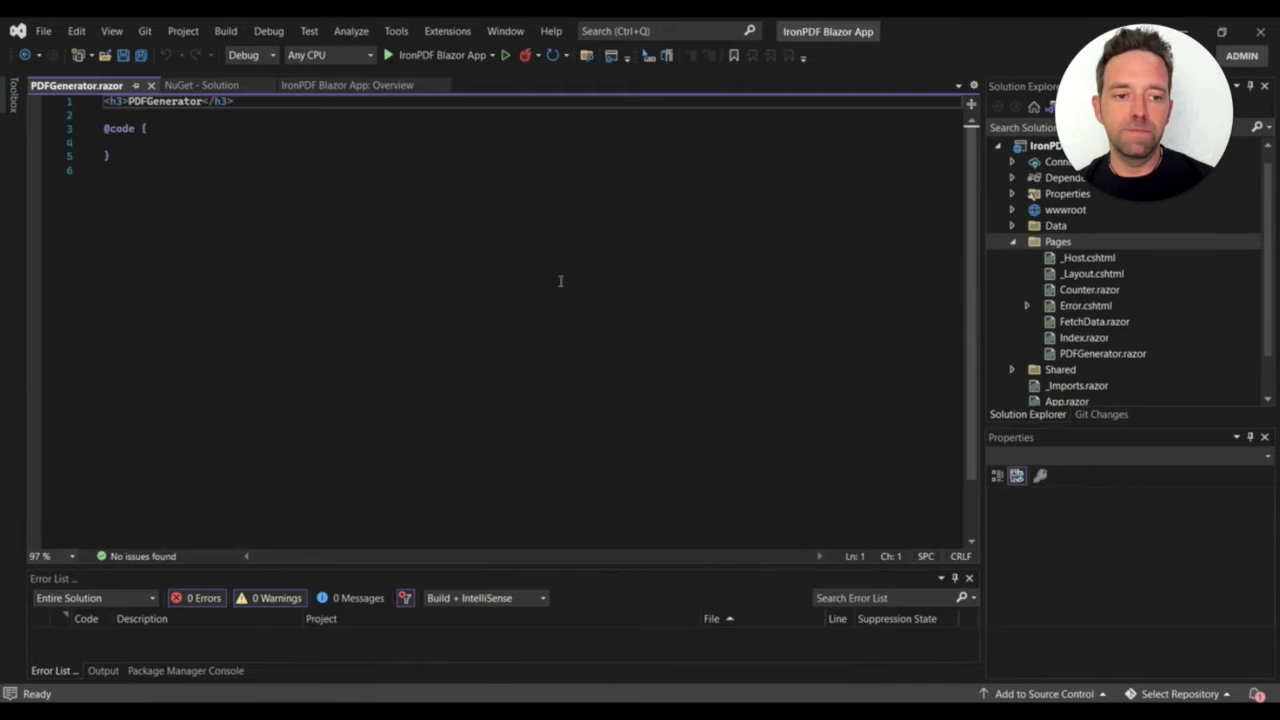 File Edit View Git Project Build Debug Test Analyze Tools Extensions Window Help Search (Ctrl+Q) IronPDF Blazor App
Debug Any CPU IronPDF Blazor App ADMIN
PDFGenerator.razor NuGet - Solution IronPDF Blazor App: Overview
1 <h3>PDFGenerator</h3>
2
3 @code {
4
5 }
6
97 % No issues found Ln: 1 Ch: 1 SPC CRLF
Toolbox
Solution Explorer
Search Solution
IronPDF
Properties
wwwroot
Data
Pages
_Host.cshtml
_Layout.cshtml
Counter.razor
Error.cshtml
FetchData.razor
Index.razor
PDFGenerator.razor
Shared
_Imports.razor
App.razor
Solution Explorer Git Changes
Properties
Error List ...
Entire Solution 0 Errors 0 Warnings 0 Messages Build + IntelliSense Search Error List
Code Description Project File Line Suppression State
Error List ... Output Package Manager Console
Ready Add to Source Control Select Repository 1